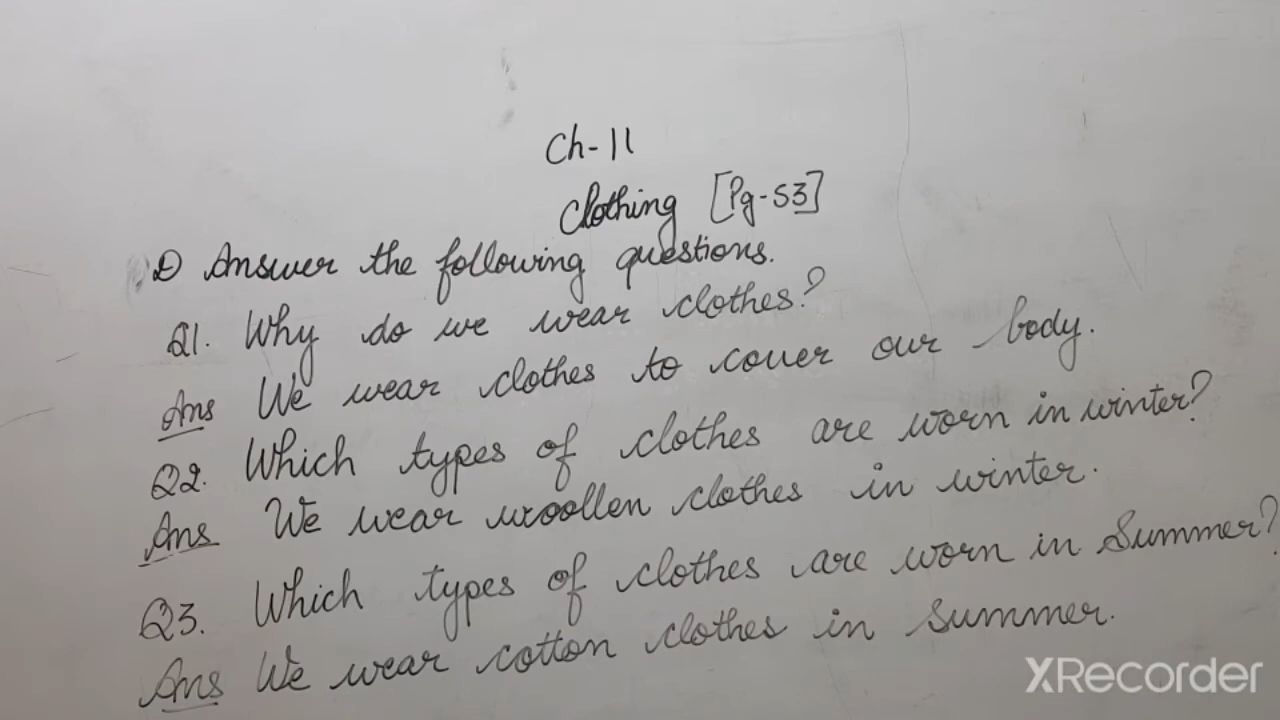 Ch-11
Clothing [Pg-53]
D Answer the following questions.
Q1. Why do we wear clothes?
Ans We wear clothes to cover our body.
Q2. Which types of clothes are worn in winter?
Ans We wear woollen clothes in winter.
Q3. Which types of clothes are worn in Summer?
Ans We wear cotton clothes in summer.
XRecorder